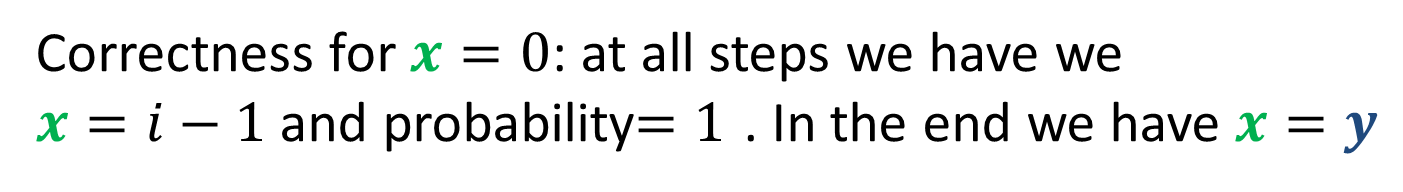 Correctness for x = 0: at all steps we have we
x = i − 1 and probability= 1 . In the end we have x = y